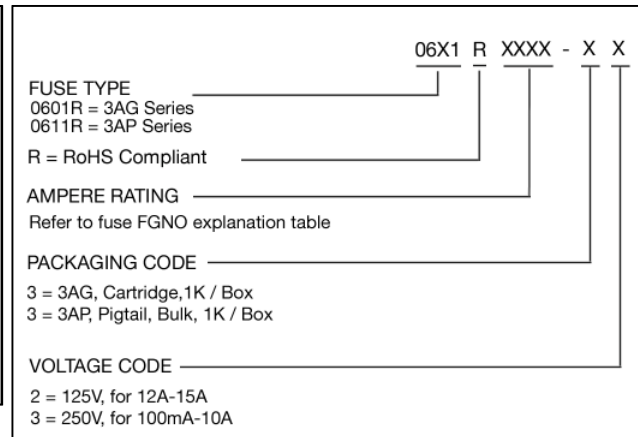 06X1 R XXXX - X X
FUSE TYPE
0601R = 3AG Series
0611R = 3AP Series
R = RoHS Compliant
AMPERE RATING
Refer to fuse FGNO explanation table
PACKAGING CODE
3 = 3AG, Cartridge,1K / Box
3 = 3AP, Pigtail, Bulk, 1K / Box
VOLTAGE CODE
2 = 125V, for 12A-15A
3 = 250V, for 100mA-10A